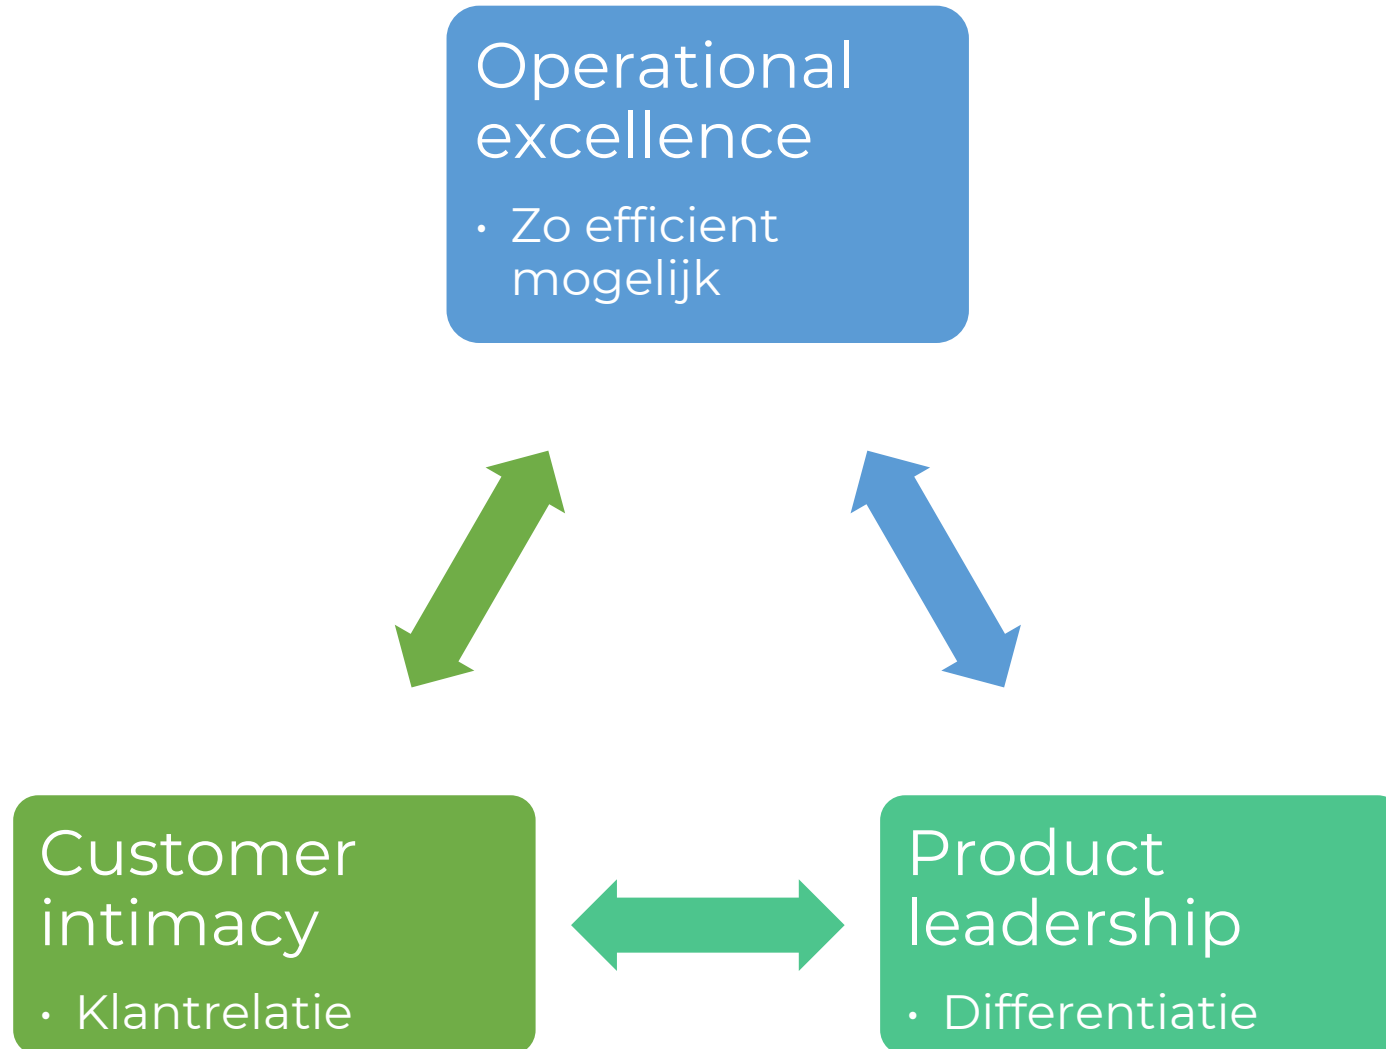 Operational
excellence
• Zo efficient
mogelijk
Customer
intimacy
• Klantrelatie
Product
leadership
• Differentiatie